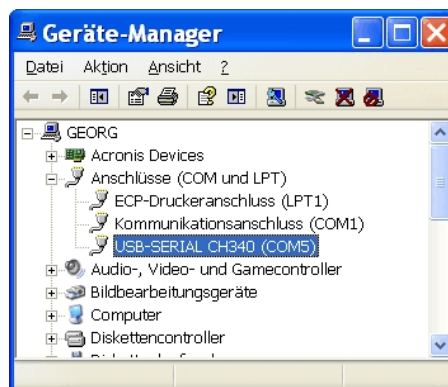 Geräte-Manager
Datei Aktion Ansicht ?
GEORG
Acronis Devices
Anschlüsse (COM und LPT)
ECP-Druckeranschluss (LPT1)
Kommunikationsanschluss (COM1)
USB-SERIAL CH340 (COM5)
Audio-, Video- und Gamecontroller
Bildbearbeitungsgeräte
Computer
Diskettencontroller